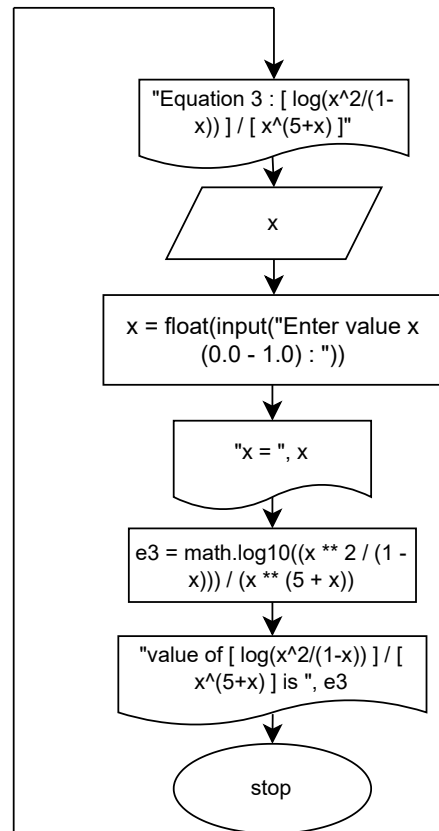 "Equation 3 : [ log(x^2/(1-
x)) ] / [ x^(5+x) ]"
x
x = float(input("Enter value x
(0.0 - 1.0) : "))
"x = ", x
e3 = math.log10((x ** 2 / (1 -
x))) / (x ** (5 + x))
"value of [ log(x^2/(1-x)) ] / [
x^(5+x) ] is ", e3
stop